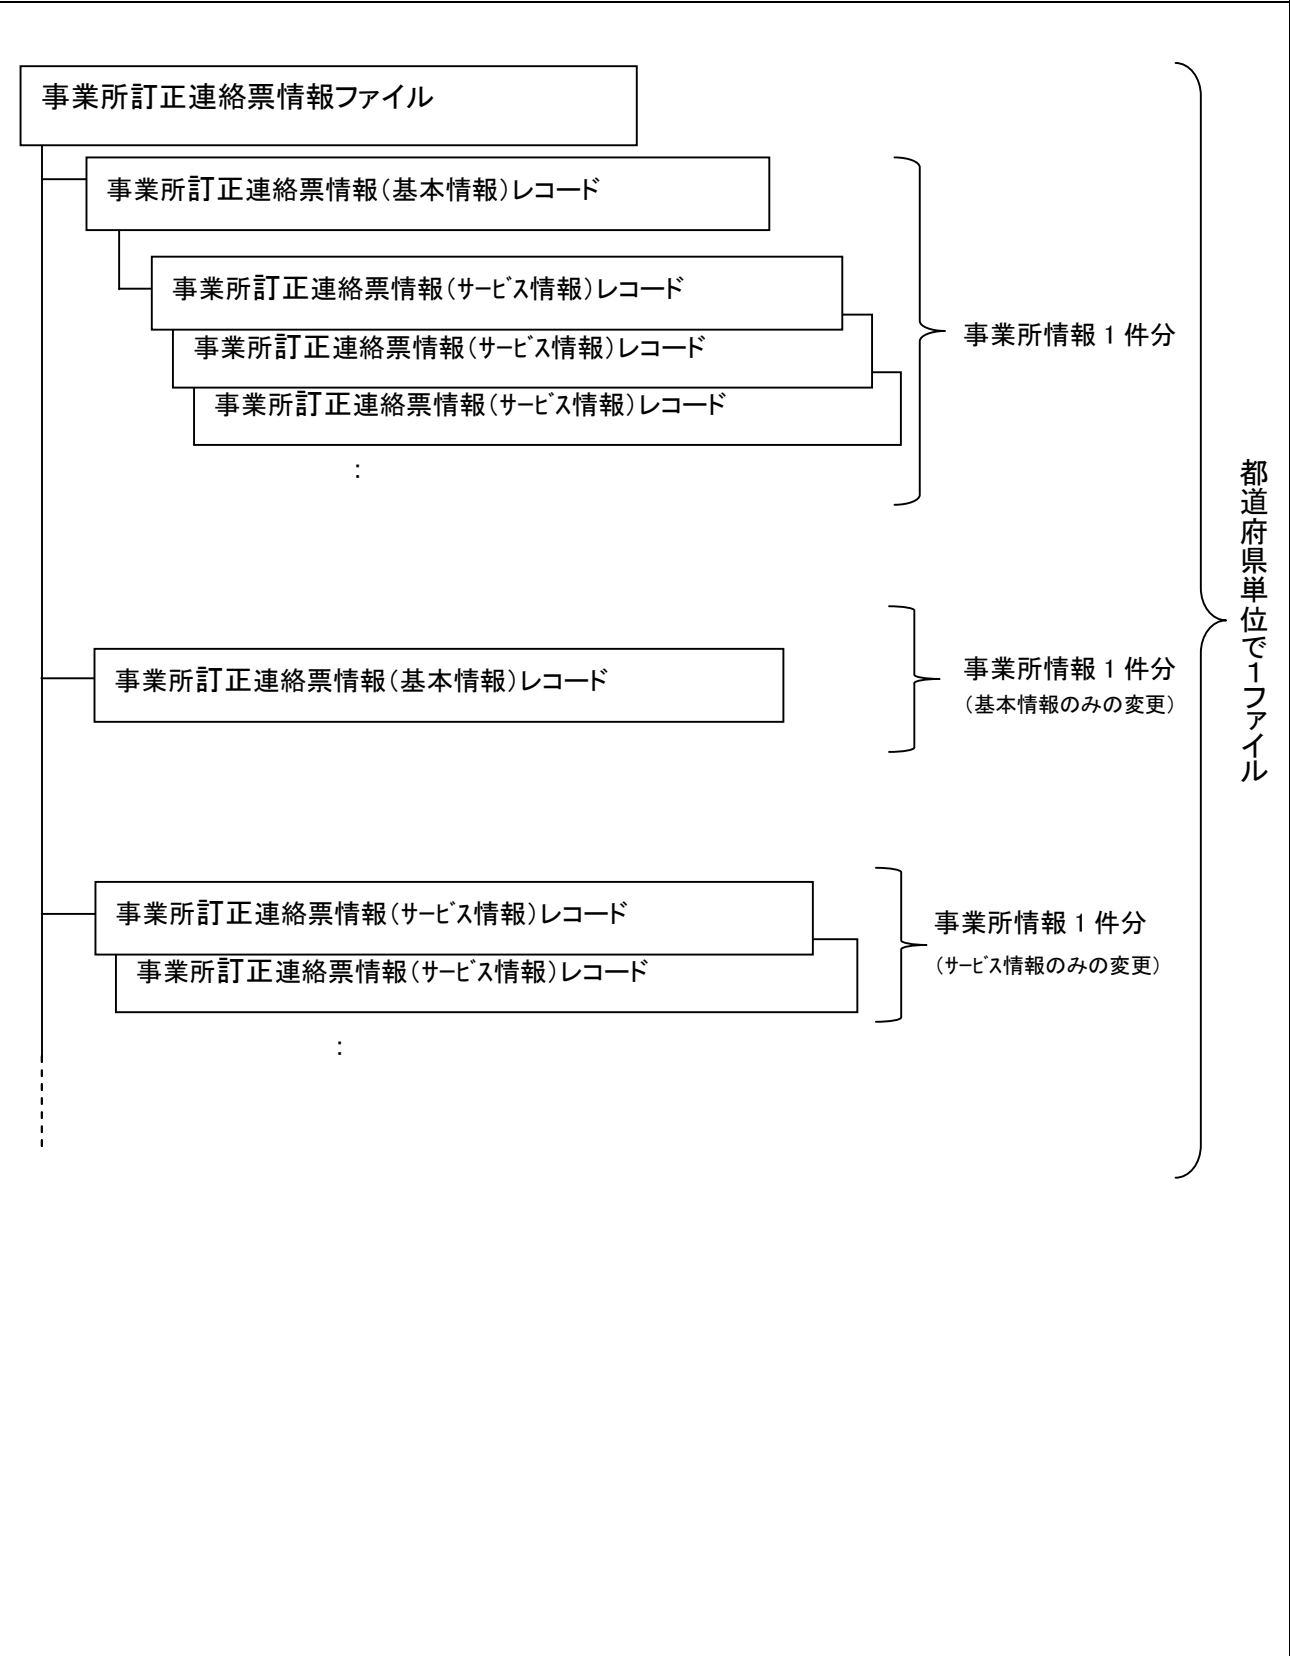 事業所訂正連絡票情報ファイル
事業所訂正連絡票情報（基本情報）レコード
事業所訂正連絡票情報（ｻｰﾋﾞｽ情報）レコード
事業所訂正連絡票情報（ｻｰﾋﾞｽ情報）レコード
事業所訂正連絡票情報（ｻｰﾋﾞｽ情報）レコード
：
事業所情報 1 件分
事業所訂正連絡票情報（基本情報）レコード
事業所情報 1 件分
（基本情報のみの変更）
事業所訂正連絡票情報（ｻｰﾋﾞｽ情報）レコード
事業所訂正連絡票情報（ｻｰﾋﾞｽ情報）レコード
：
事業所情報 1 件分
（ｻｰﾋﾞｽ情報のみの変更）
都道府県単位で１ファイル